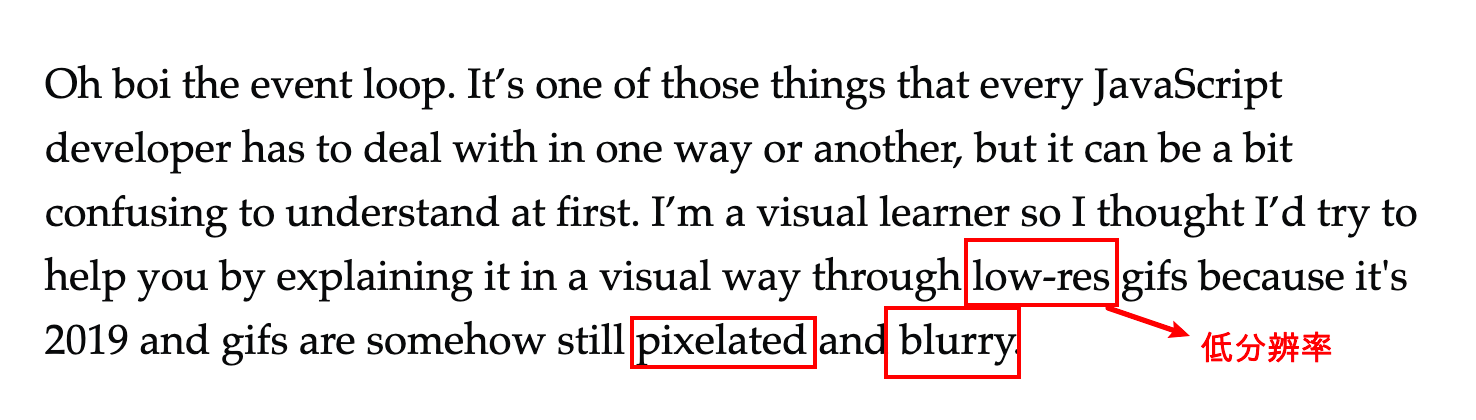 Oh boi the event loop. It’s one of those things that every JavaScript
developer has to deal with in one way or another, but it can be a bit
confusing to understand at first. I’m a visual learner so I thought I’d try to
help you by explaining it in a visual way through low-res gifs because it's
2019 and gifs are somehow still pixelated and blurry.
低分辨率